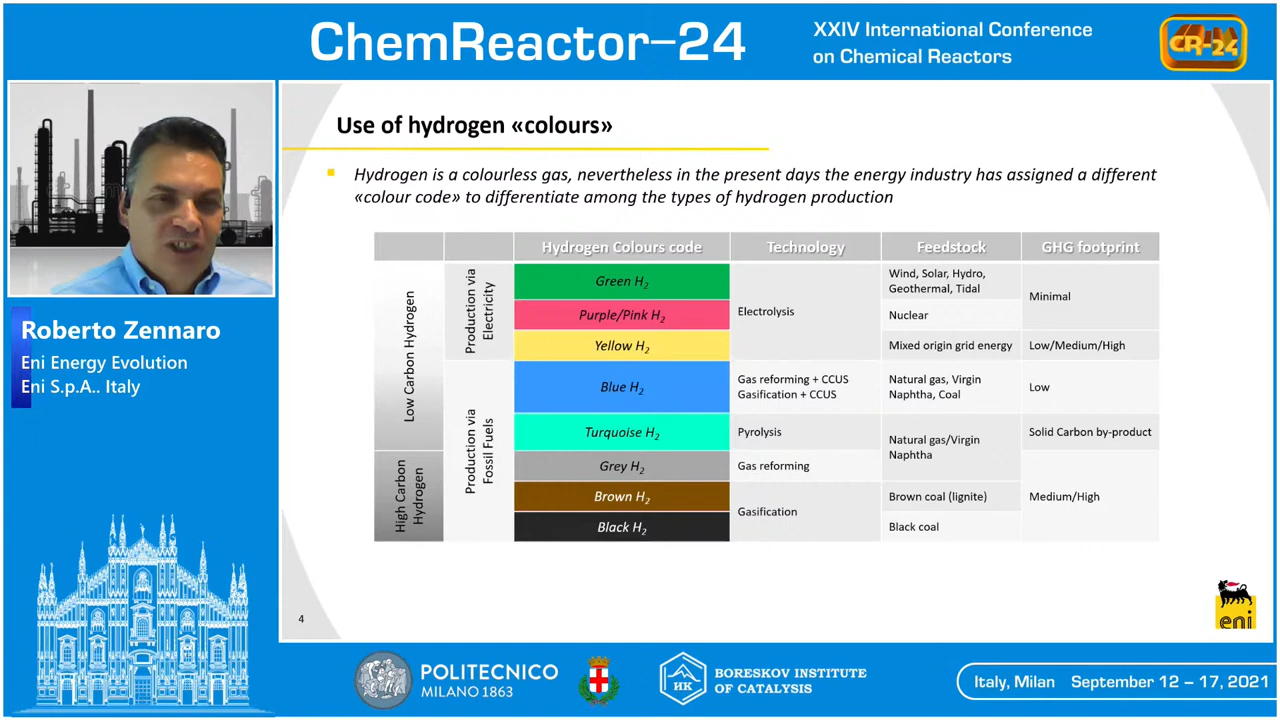 ChemReactor–24
XXIV International Conference
on Chemical Reactors
CR-24
Roberto Zennaro
Eni Energy Evolution
Eni S.p.A.. Italy
Use of hydrogen «colours»
Hydrogen is a colourless gas, nevertheless in the present days the energy industry has assigned a different
«colour code» to differentiate among the types of hydrogen production
Hydrogen Colours code
Technology
Feedstock
GHG footprint
Low Carbon Hydrogen
High Carbon
Hydrogen
Production via
Electricity
Production via
Fossil Fuels
Green H₂
Purple/Pink H₂
Yellow H₂
Blue H₂
Turquoise H₂
Grey H₂
Brown H₂
Black H₂
Electrolysis
Gas reforming + CCUS
Gasification + CCUS
Pyrolysis
Gas reforming
Gasification
Wind, Solar, Hydro,
Geothermal, Tidal
Nuclear
Mixed origin grid energy
Natural gas, Virgin
Naphtha, Coal
Natural gas/Virgin
Naphtha
Brown coal (lignite)
Black coal
Minimal
Low/Medium/High
Low
Solid Carbon by-product
Medium/High
4
eni
POLITECNICO
MILANO 1863
НК
BORESKOV INSTITUTE
OF CATALYSIS
Italy, Milan September 12 – 17, 2021